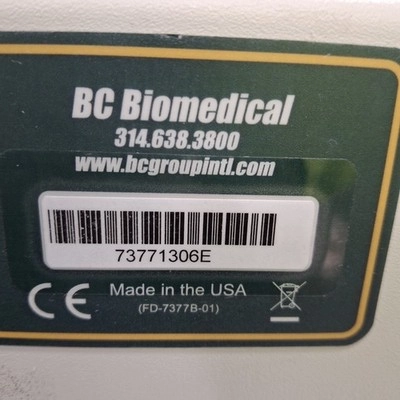 BC Biomedical
314.638.3800
www.bcgroupintl.com
73771306E
CE Made in the USA
(FD-7377B-01)